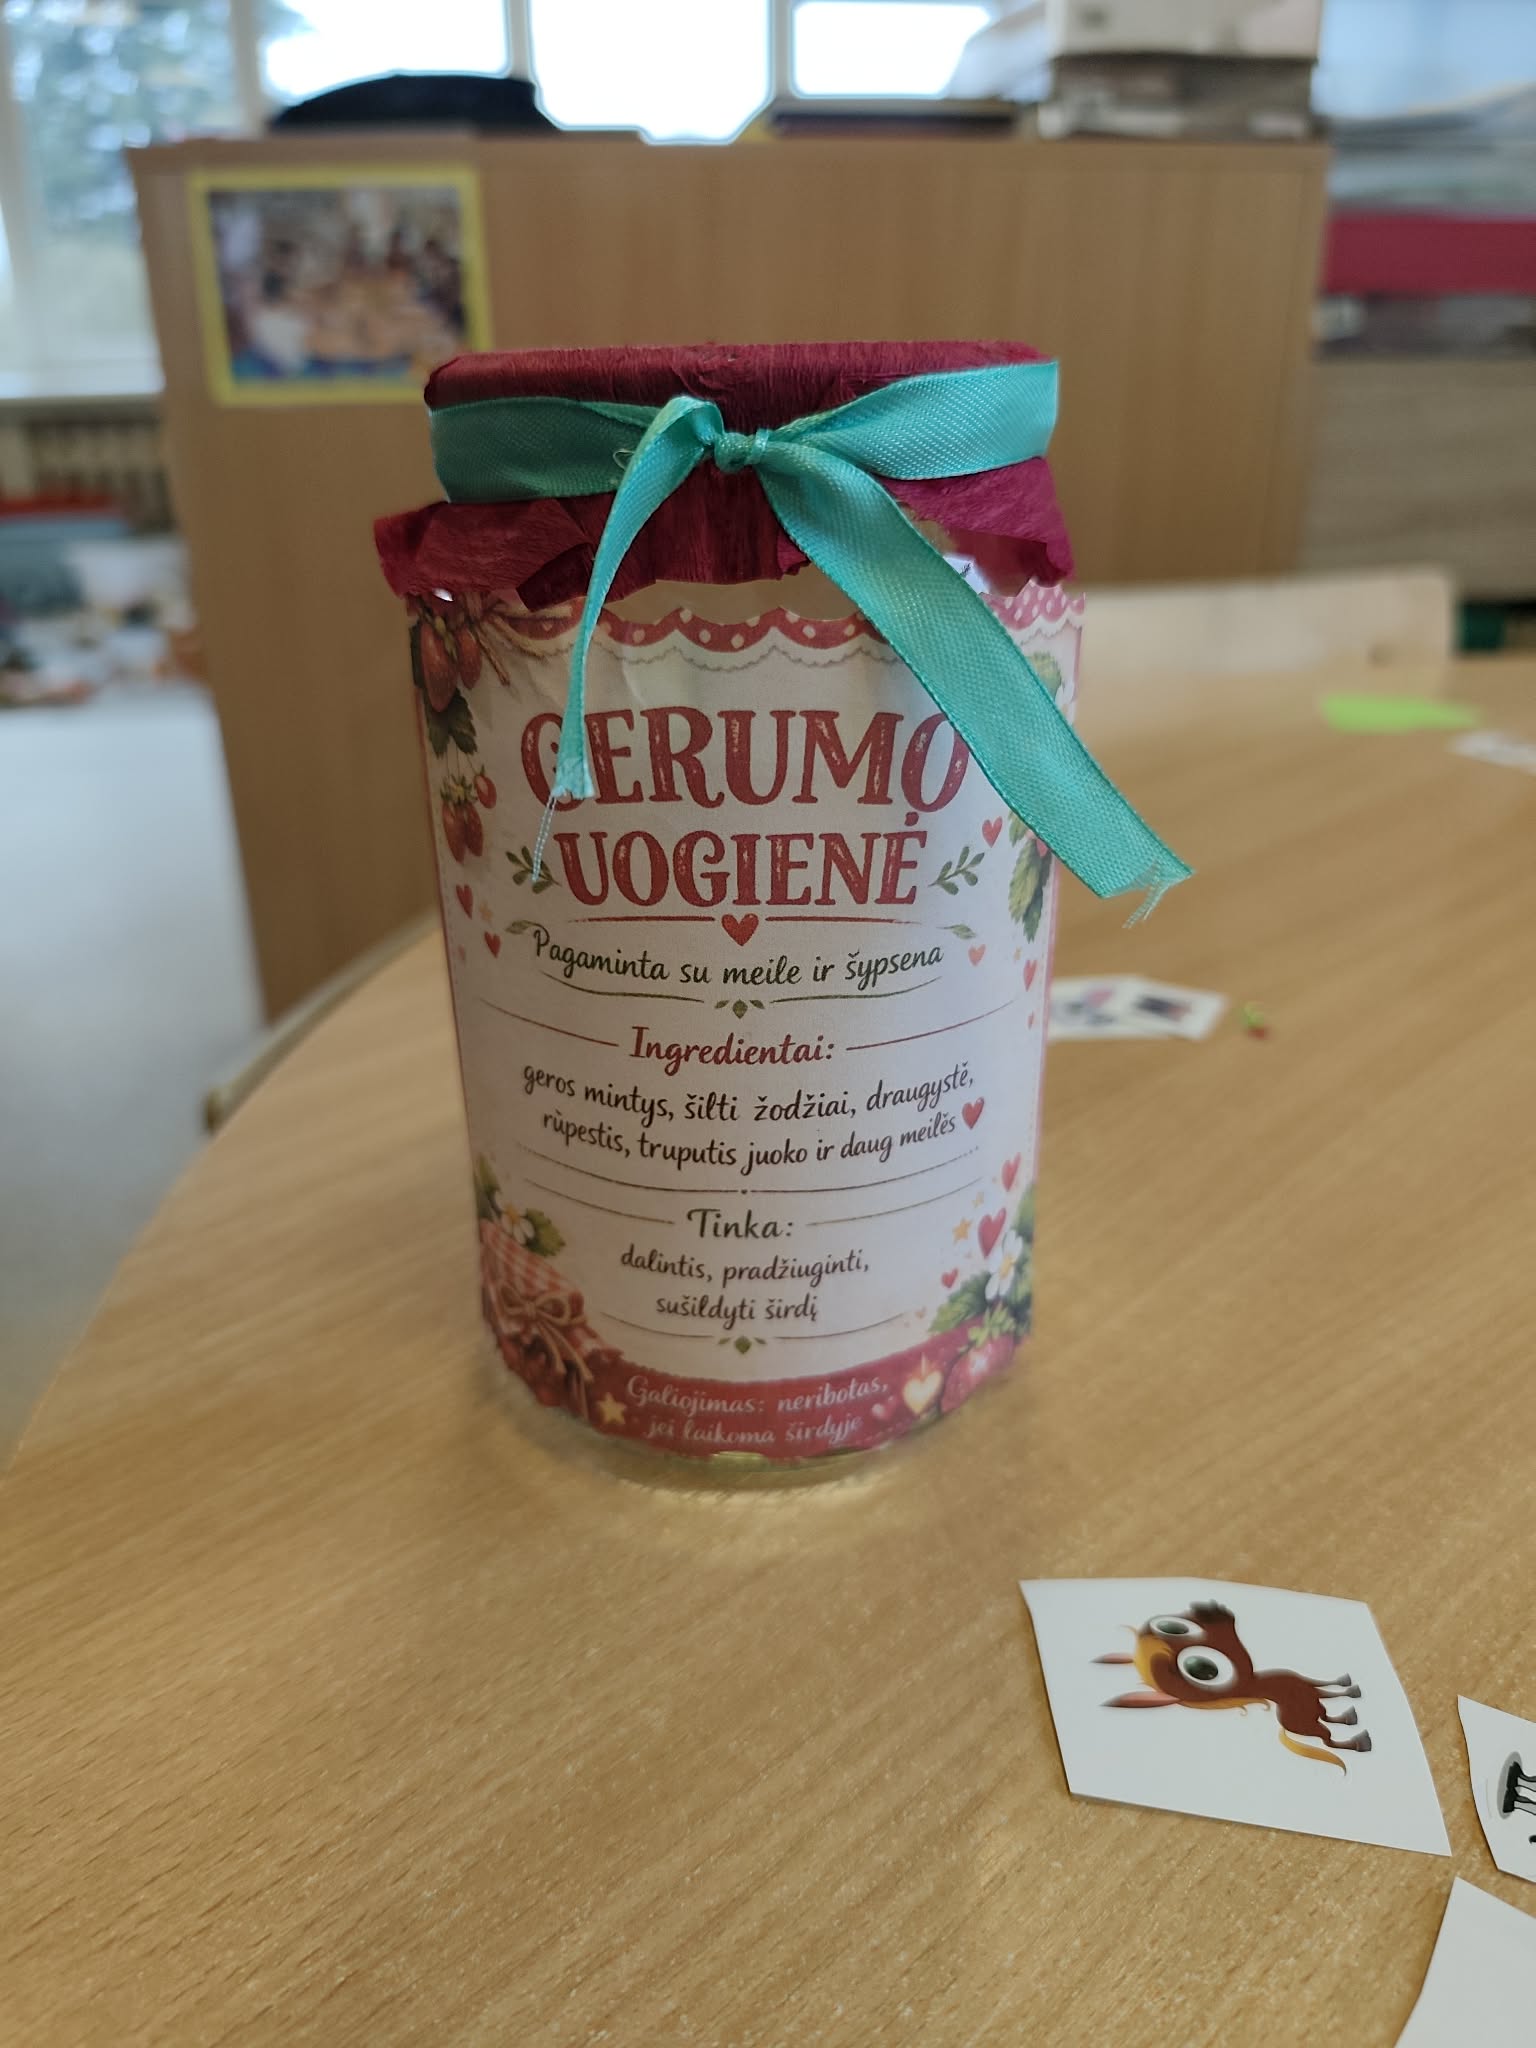 GERUMO
UOGIENĖ
Pagaminta su meile ir šypsena
Ingredientai:
geros mintys, šilti žodžiai, draugystė,
rūpestis, truputis juoko ir daug meilės
Tinka:
dalintis, pradžiuginti,
sušildyti širdį
Galiojimas: neribotas,
jei laikoma širdyje